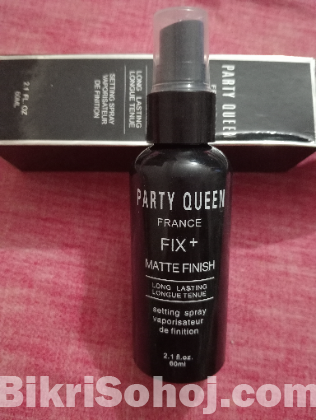 PARTY QUEEN
LONG LASTING
LONGUE TENUE
SETTING SPRAY
VAPORISATEUR
DE FINITION
2.1 FL.OZ
60ML
PARTY QUEEN
FRANCE
FIX+
MATTE FINISH
LONG LASTING
LONGUE TENUE
setting spray
vaporisateur
de finition
2.1 fl.oz.
60ml
BikriSohoj.com